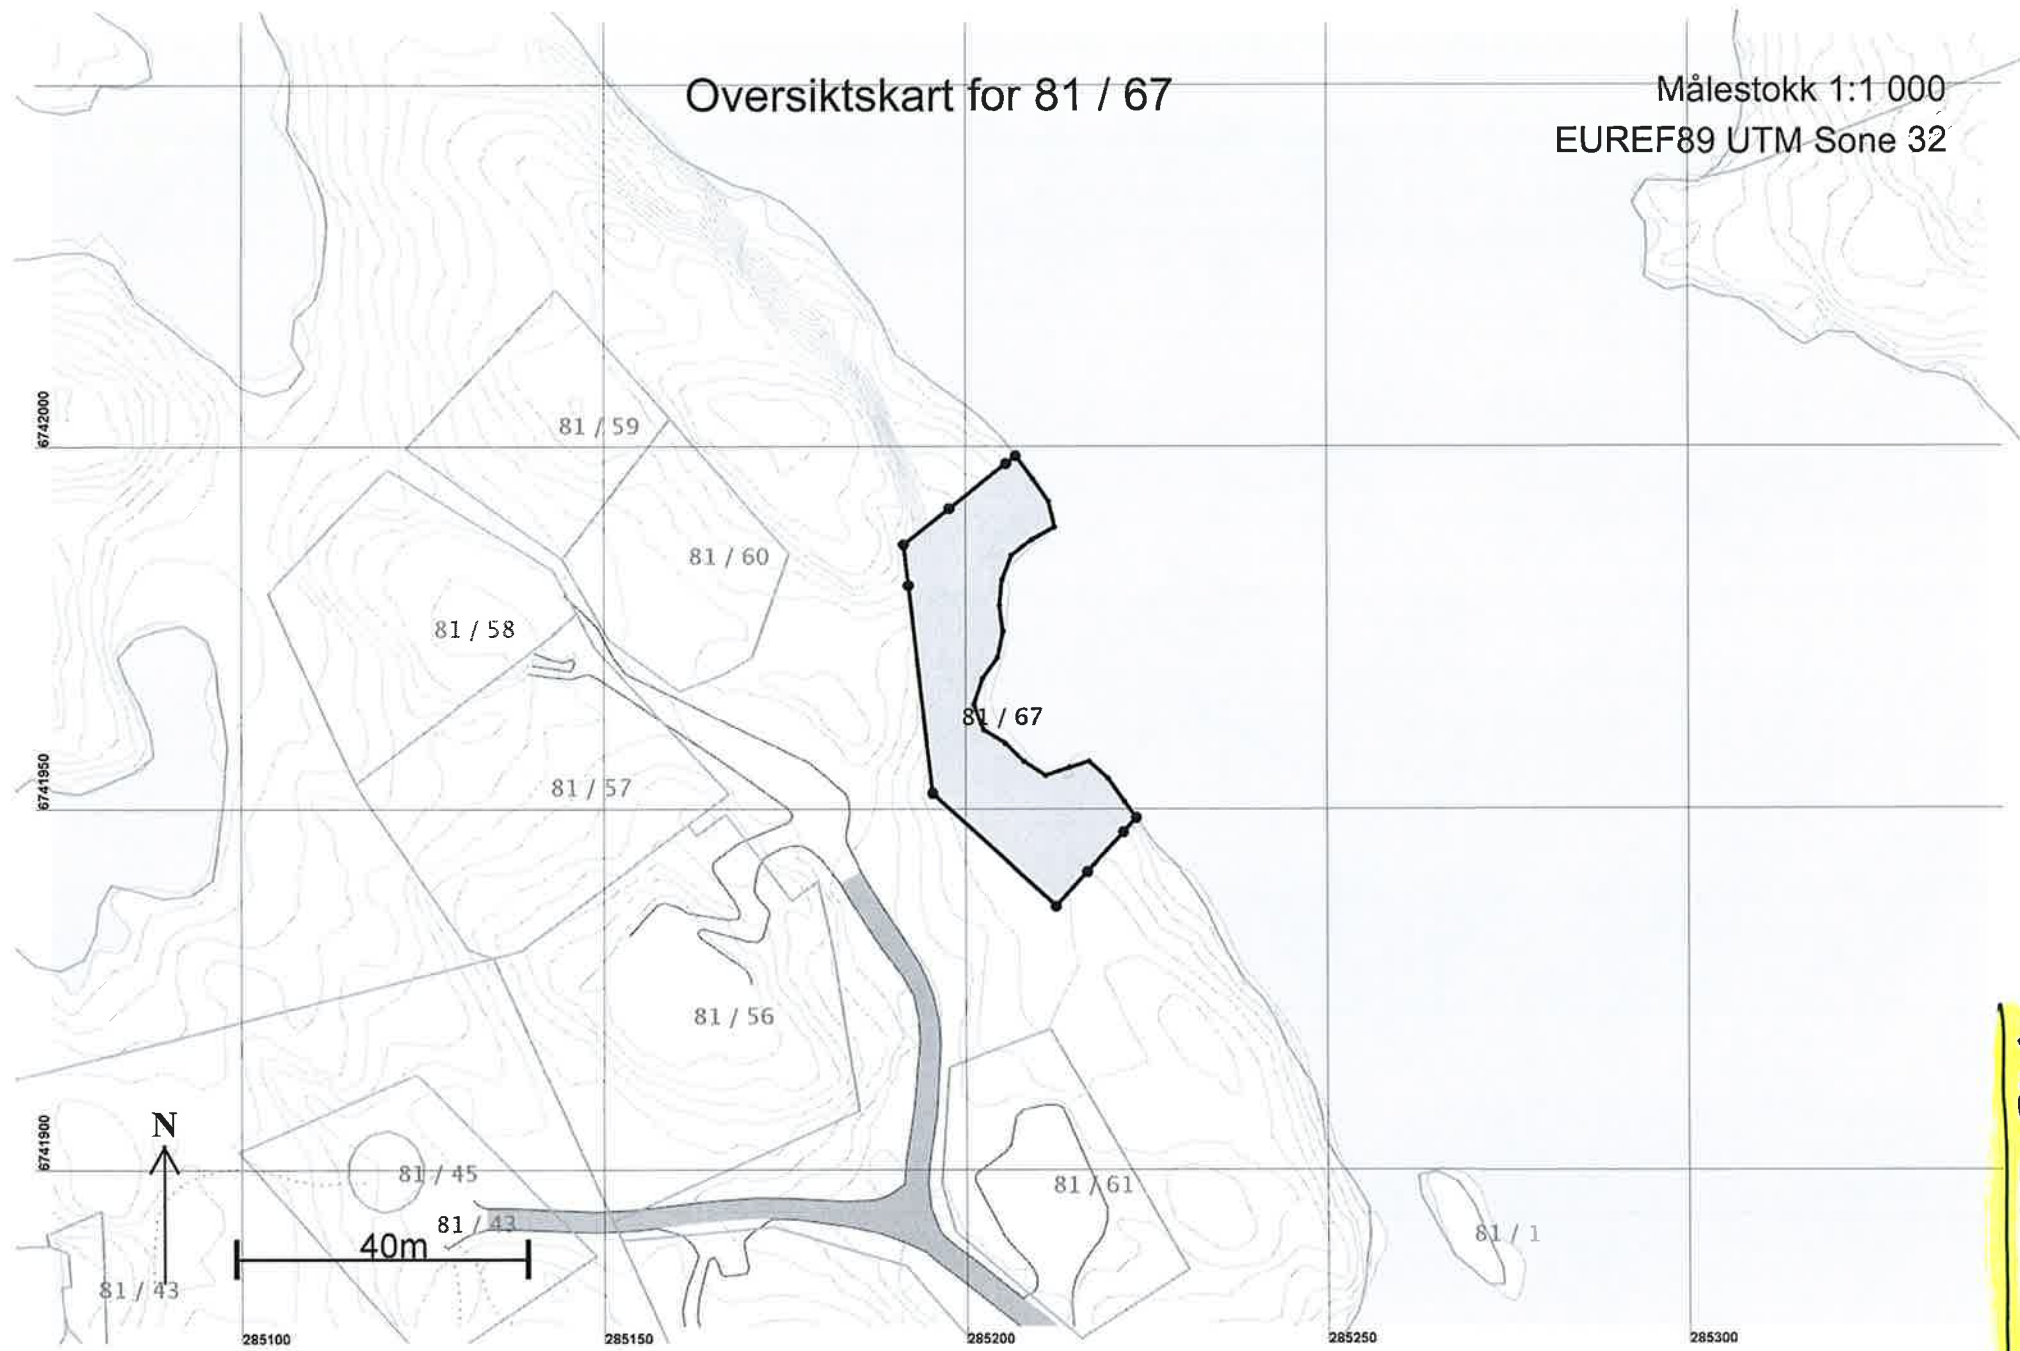 Oversiktskart for 81 / 67
Målestokk 1:1 000
EUREF89 UTM Sone 32
6742000
81 / 59
81 / 60
81 / 58
81 / 67
6741950
81 / 57
81 / 56
N
6741900
81 / 45
81 / 61
81 / 43
81 / 1
40m
81 / 43
285100
285150
285200
285250
285300